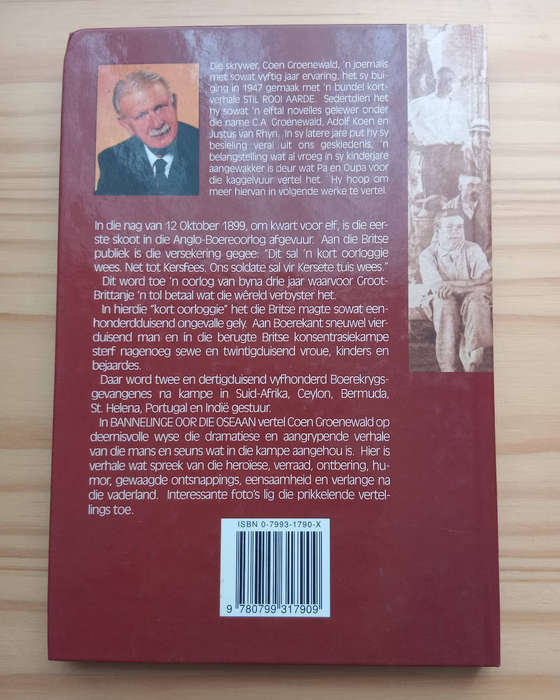 Die skrywer, Coen Groenewald, 'n joernalis
met sowat vyftig jaar ervaring, het sy bui-
ging in 1947 gemaak met 'n bundel kort-
verhale STIL ROOI AARDE. Sedertdien het
hy sowat 'n elftal novelles gelewer onder
die name C.A. Groenewald, Adolf Koen en
Justus van Rhyn. In sy latere jare put hy sy
besieling veral uit ons geskiedenis, 'n
belangstelling wat al vroeg in sy kinderjare
aangewakker is deur wat Pa en Oupa voor
die kaggelvuur vertel het. Hy hoop om
meer hiervan in volgende werke te vertel.
In die nag van 12 Oktober 1899, om kwart voor elf, is die eer-
ste skoot in die Anglo-Boereoorlog afgevuur. Aan die Britse
publiek is die versekering gegee: "Dit sal 'n kort oorloggie
wees. Net tot Kersfees. Ons soldate sal vir Kersete tuis wees."
Dit word toe 'n oorlog van byna drie jaar waarvoor Groot-
Brittanje 'n tol betaal wat die wêreld verbyster het.
In hierdie "kort oorloggie" het die Britse magte sowat een-
honderdduisend ongevalle gely. Aan Boerekant sneuwel vier-
duisend man en in die berugte Britse konsentrasiekampe
sterf nagenoeg sewe en twintigduisend vroue, kinders en
bejaardes.
Daar word twee en dertigduisend vyfhonderd Boerekrygs-
gevangenes na kampe in Suid-Afrika, Ceylon, Bermuda,
St. Helena, Portugal en Indië gestuur.
In BANNELINGE OOR DIE OSEAAN vertel Coen Groenewald op
deernisvolle wyse die dramatiese en aangrypende verhale
van die mans en seuns wat in die kampe aangehou is. Hier is
verhale wat spreek van die heroïese, verraad, ontbering, hu-
mor, gewaagde ontsnappings, eensaamheid en verlange na
die vaderland. Interessante foto's lig die prikkelende vertel-
lings toe.
ISBN 0-7993-1790-X
9 780799 317909